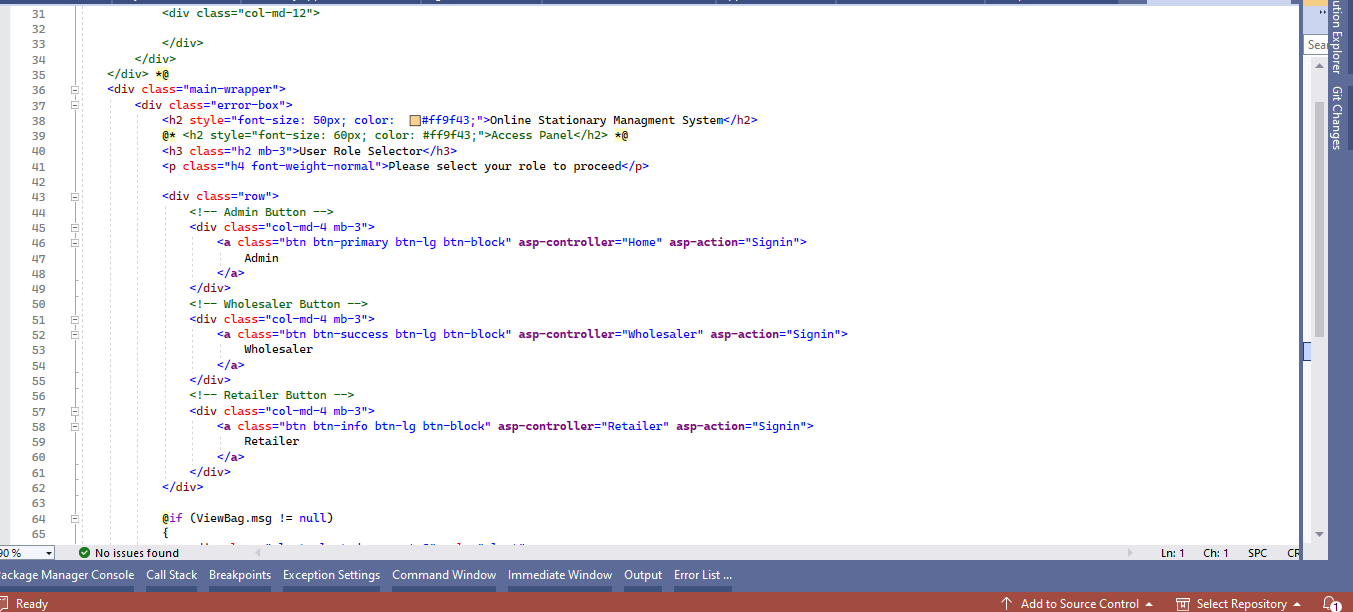 31 <div class="col-md-12">
32
33 </div>
34 </div>
35 </div> *@
36 <div class="main-wrapper">
37 <div class="error-box">
38 <h2 style="font-size: 50px; color: #ff9f43;">Online Stationary Managment System</h2>
39 @* <h2 style="font-size: 60px; color: #ff9f43;">Access Panel</h2> *@
40 <h3 class="h2 mb-3">User Role Selector</h3>
41 <p class="h4 font-weight-normal">Please select your role to proceed</p>
42
43 <div class="row">
44 <!-- Admin Button -->
45 <div class="col-md-4 mb-3">
46 <a class="btn btn-primary btn-lg btn-block" asp-controller="Home" asp-action="Signin">
47 Admin
48 </a>
49 </div>
50 <!-- Wholesaler Button -->
51 <div class="col-md-4 mb-3">
52 <a class="btn btn-success btn-lg btn-block" asp-controller="Wholesaler" asp-action="Signin">
53 Wholesaler
54 </a>
55 </div>
56 <!-- Retailer Button -->
57 <div class="col-md-4 mb-3">
58 <a class="btn btn-info btn-lg btn-block" asp-controller="Retailer" asp-action="Signin">
59 Retailer
60 </a>
61 </div>
62 </div>
63
64 @if (ViewBag.msg != null)
65 {
Sear
ution Explorer
Git Changes
90 % No issues found Ln: 1 Ch: 1 SPC CR
ackage Manager Console Call Stack Breakpoints Exception Settings Command Window Immediate Window Output Error List ...
Ready Add to Source Control Select Repository 1